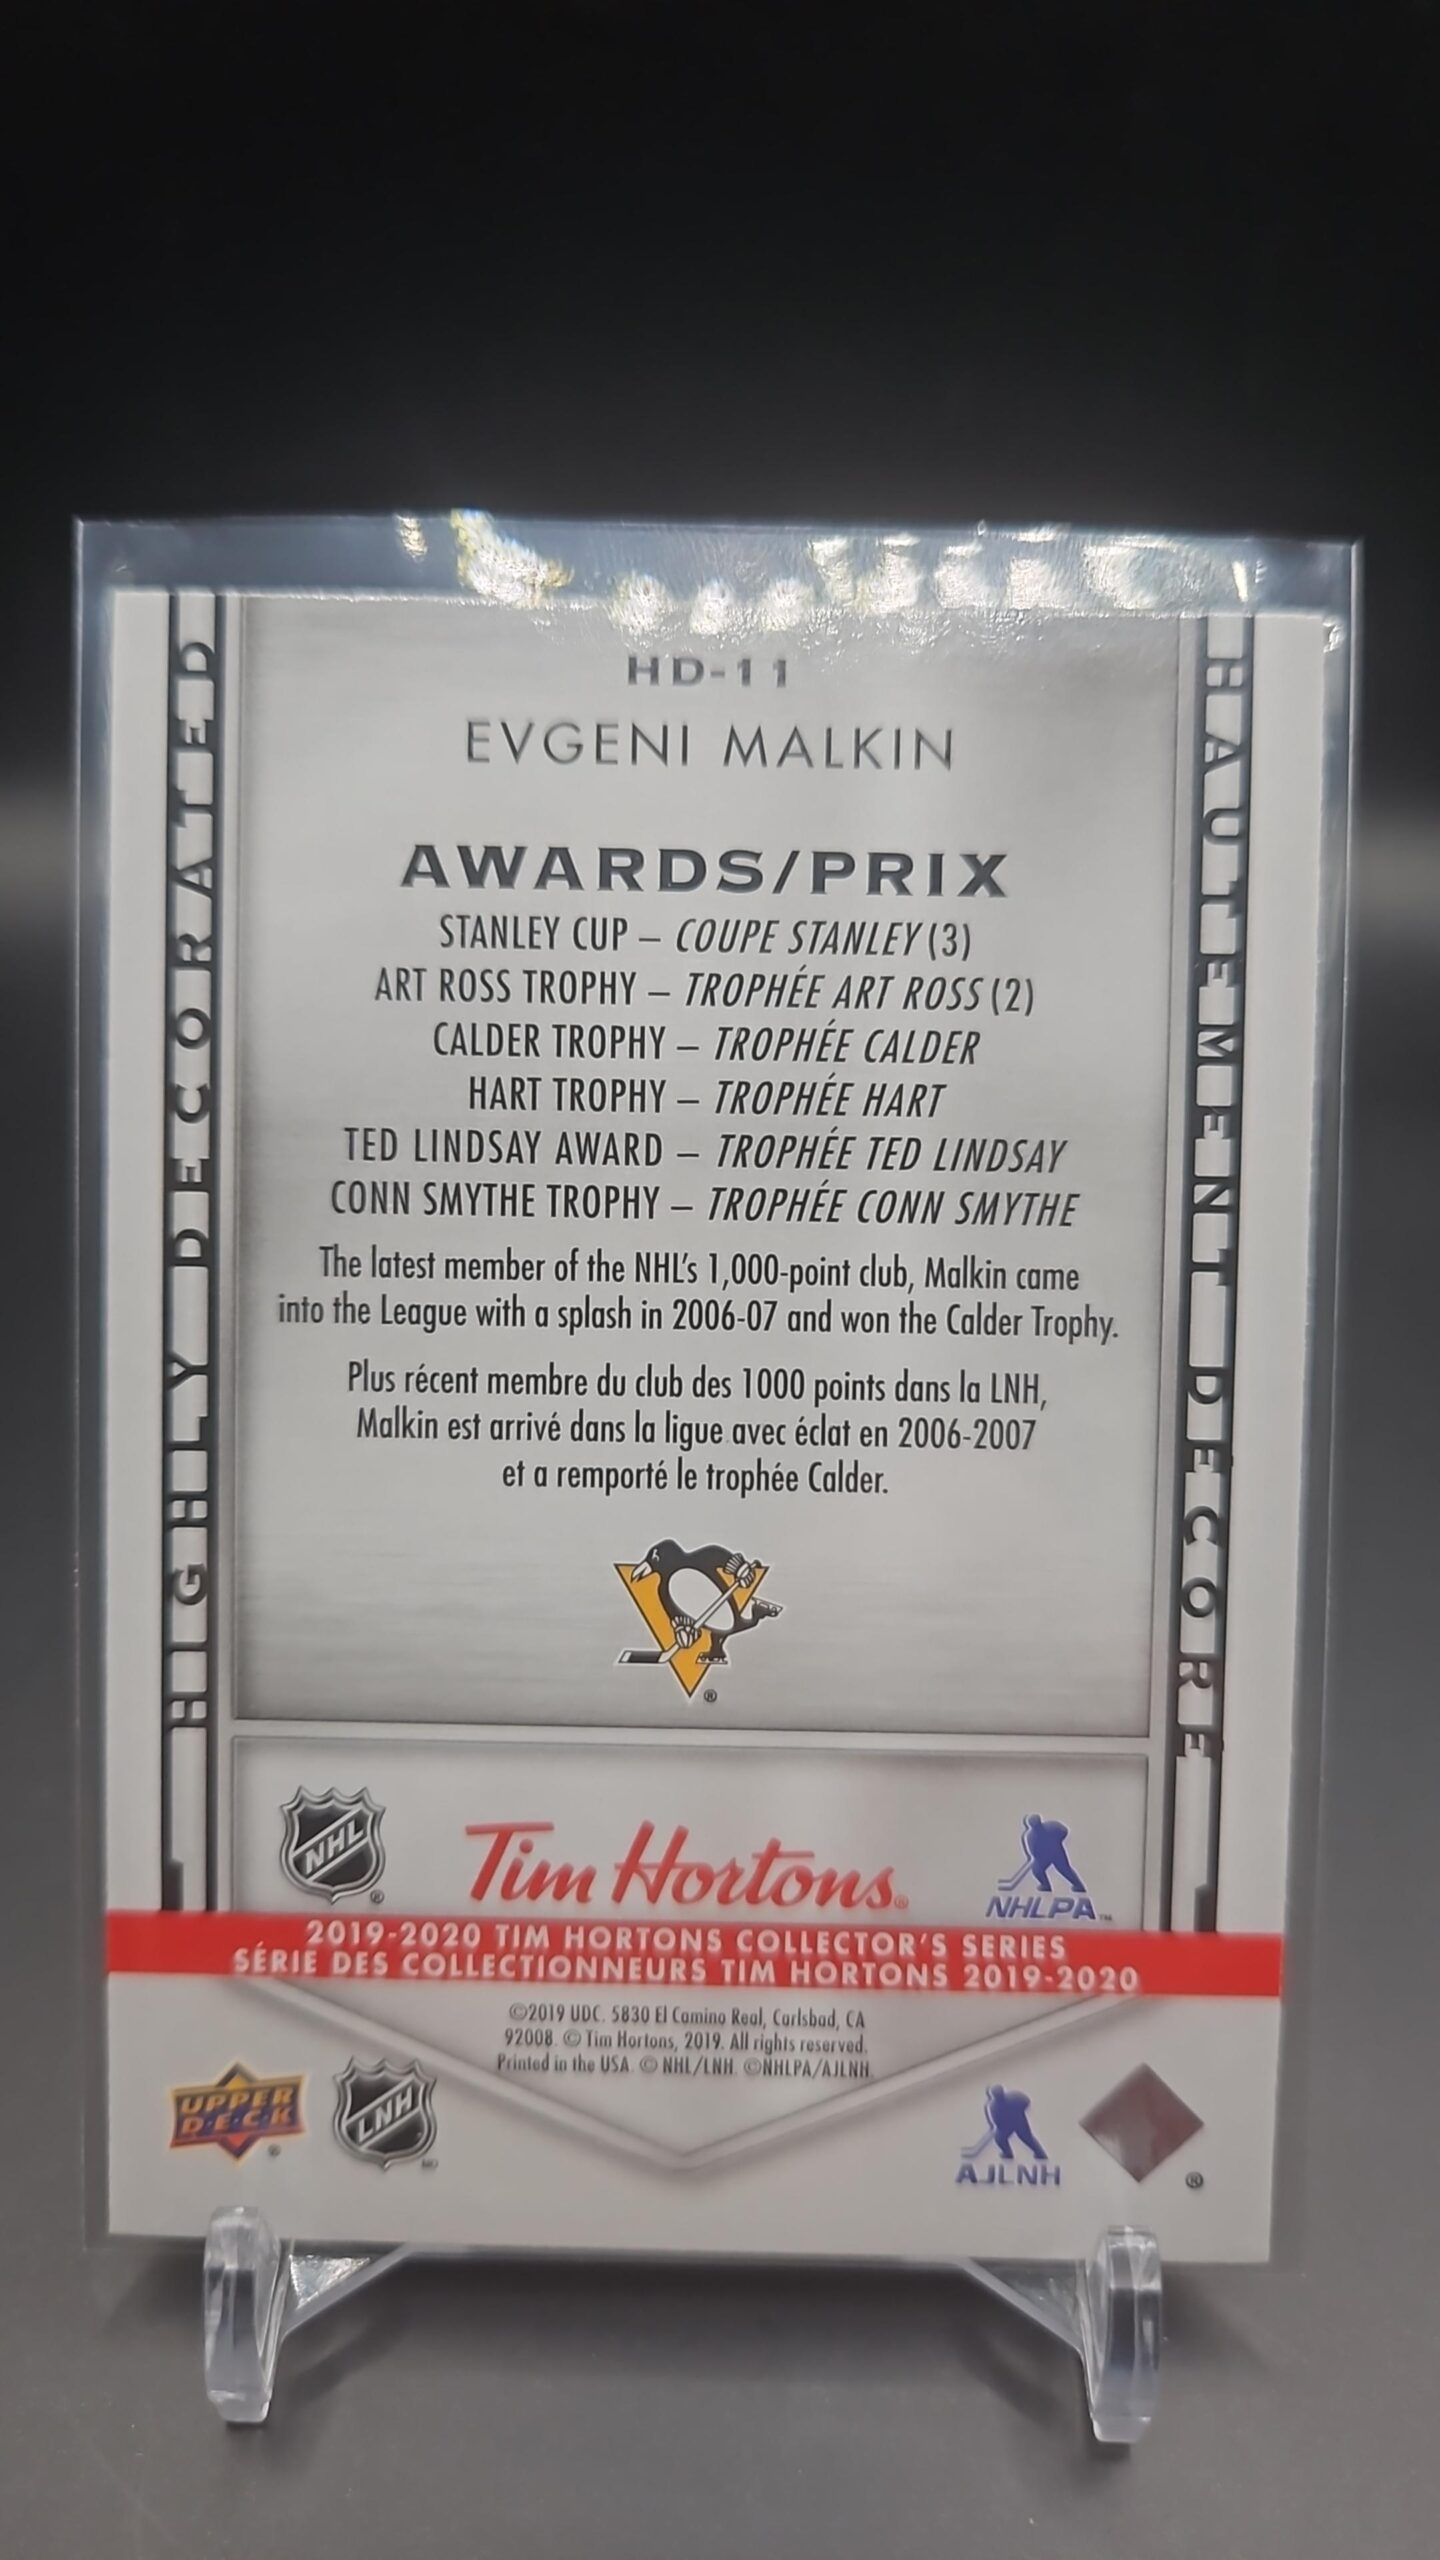 HD-11
EVGENI MALKIN
AWARDS/PRIX
STANLEY CUP – COUPE STANLEY (3)
ART ROSS TROPHY – TROPHÉE ART ROSS (2)
CALDER TROPHY – TROPHÉE CALDER
HART TROPHY – TROPHÉE HART
TED LINDSAY AWARD – TROPHÉE TED LINDSAY
CONN SMYTHE TROPHY – TROPHÉE CONN SMYTHE
The latest member of the NHL's 1,000-point club, Malkin came
into the League with a splash in 2006-07 and won the Calder Trophy.
Plus récent membre du club des 1000 points dans la LNH,
Malkin est arrivé dans la ligue avec éclat en 2006-2007
et a remporté le trophée Calder.
HIGHLY DECORATED
HAUTEMENT DECORE
®
NHL ®
Tim Hortons®
NHLPA™
2019-2020 TIM HORTONS COLLECTOR'S SERIES
SÉRIE DES COLLECTIONNEURS TIM HORTONS 2019-2020
©2019 UDC. 5830 El Camino Real, Carlsbad, CA
92008. © Tim Hortons, 2019. All rights reserved.
Printed in the USA. © NHL/LNH. ©NHLPA/AJLNH.
UPPER
DECK ®
LNH MD
AJLNH
®